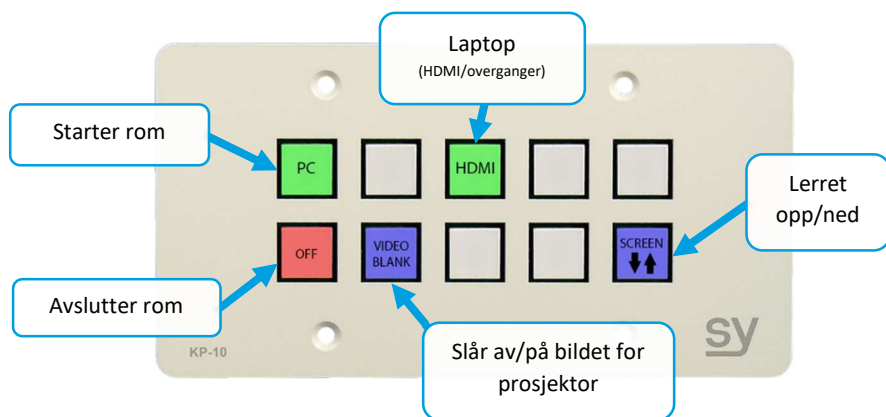 Laptop
(HDMI/overganger)
Starter rom
PC
HDMI
Lerret
opp/ned
OFF
VIDEO
BLANK
SCREEN
Avslutter rom
Slår av/på bildet for
prosjektor
KP-10
sy